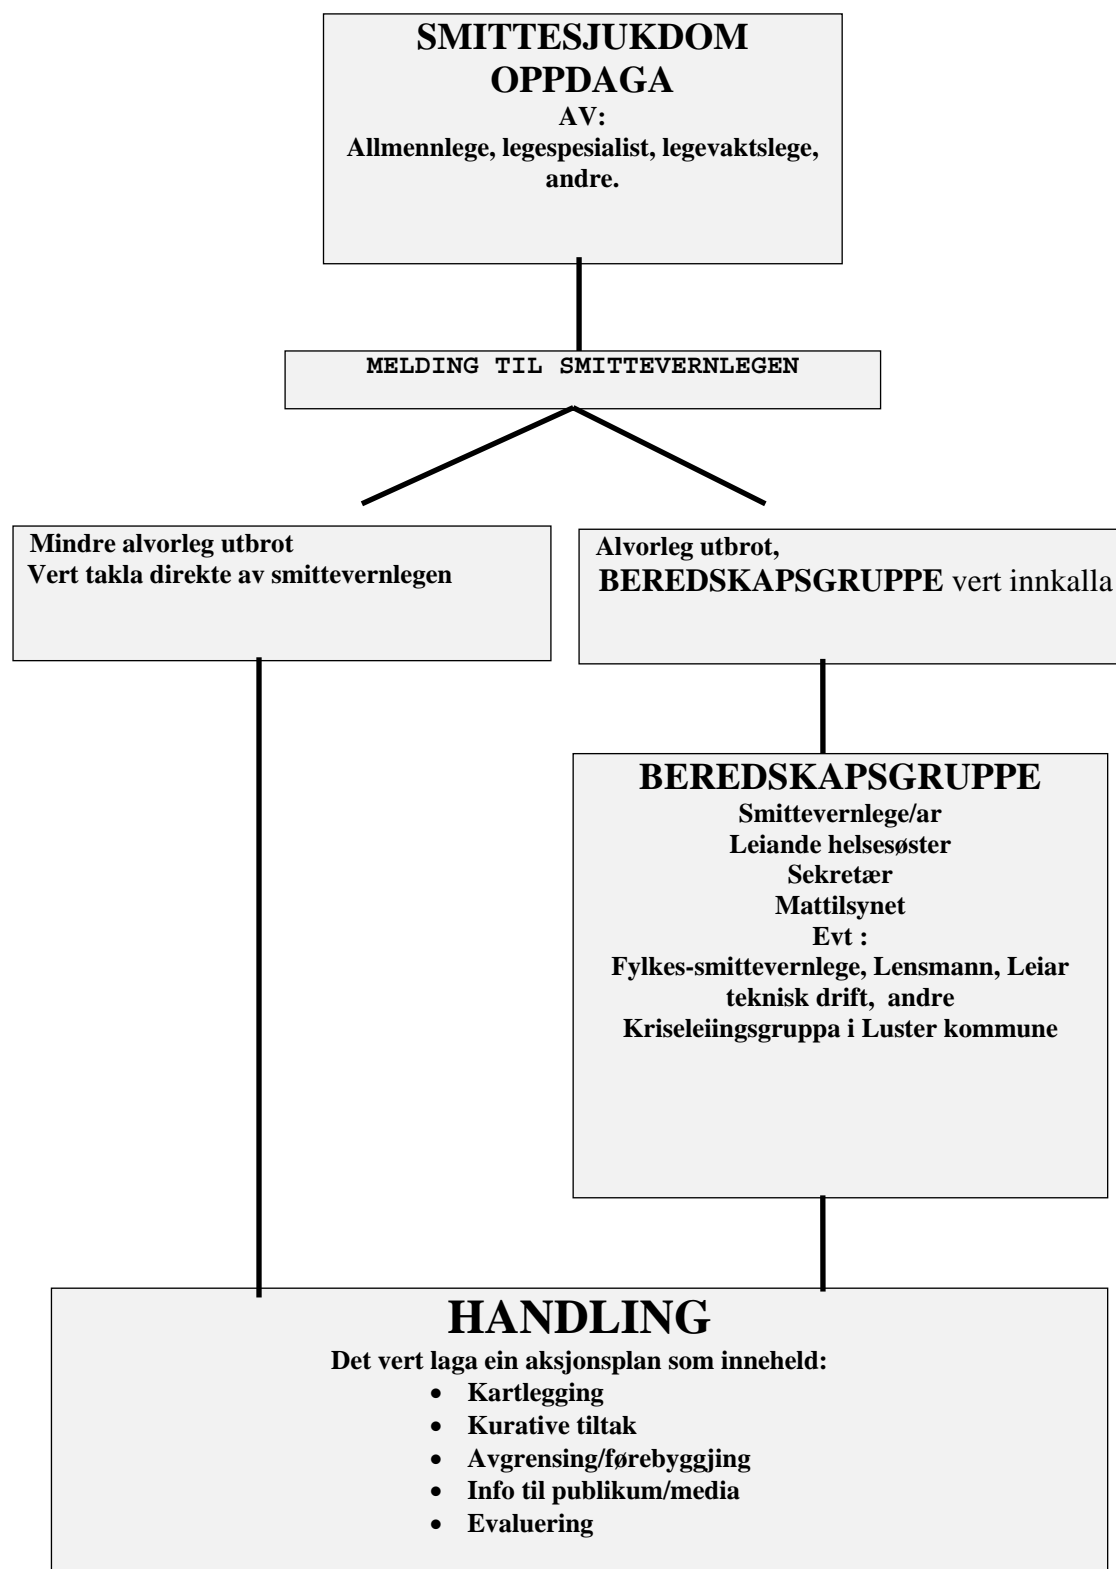 SMITTESJUKDOM
OPPDAGA
AV:
Allmennlege, legespesialist, legevaktslege,
andre.
MELDING TIL SMITTEVERNLEGEN
Mindre alvorleg utbrot
Vert takla direkte av smittevernlegen
Alvorleg utbrot,
BEREDSKAPSGRUPPE vert innkalla
BEREDSKAPSGRUPPE
Smittevernlege/ar
Leiande helsesøster
Sekretær
Mattilsynet
Evt :
Fylkes-smittevernlege, Lensmann, Leiar
teknisk drift, andre
Kriseleiingsgruppa i Luster kommune
HANDLING
Det vert laga ein aksjonsplan som inneheld:
• Kartlegging
• Kurative tiltak
• Avgrensing/førebyggjing
• Info til publikum/media
• Evaluering